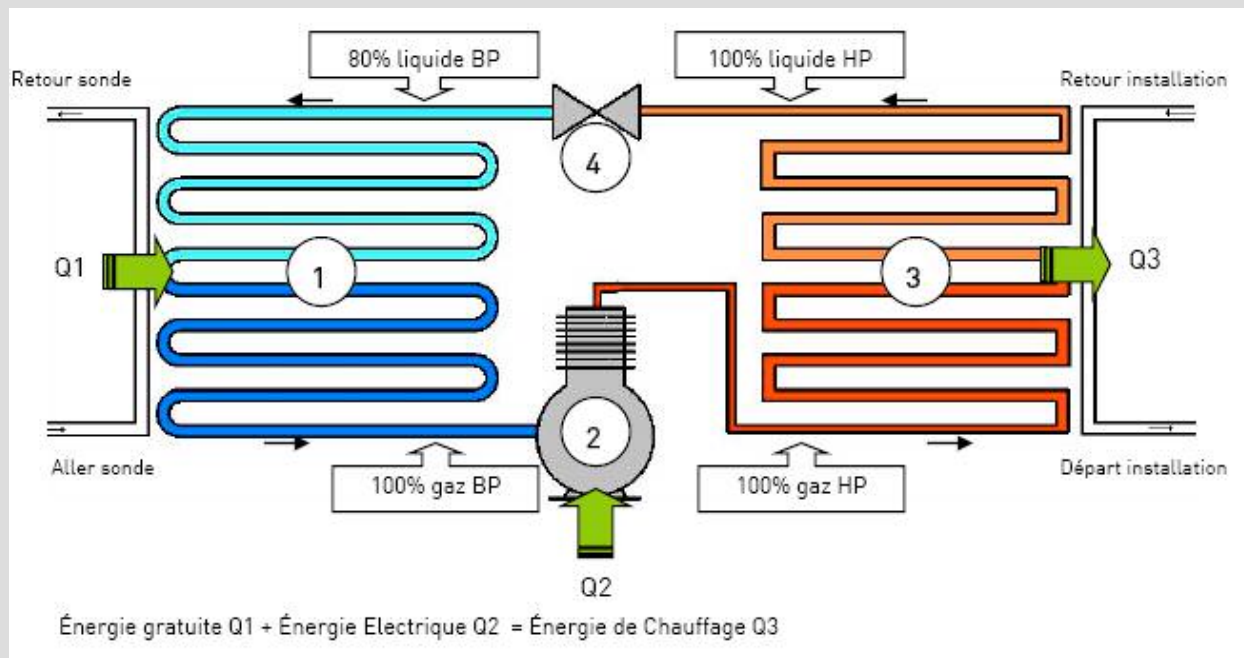 80% liquide BP
100% liquide HP
Retour sonde
Retour installation
4
Q1
1
3
Q3
2
Aller sonde
Départ installation
100% gaz BP
100% gaz HP
Q2
Énergie gratuite Q1 + Énergie Electrique Q2 = Énergie de Chauffage Q3